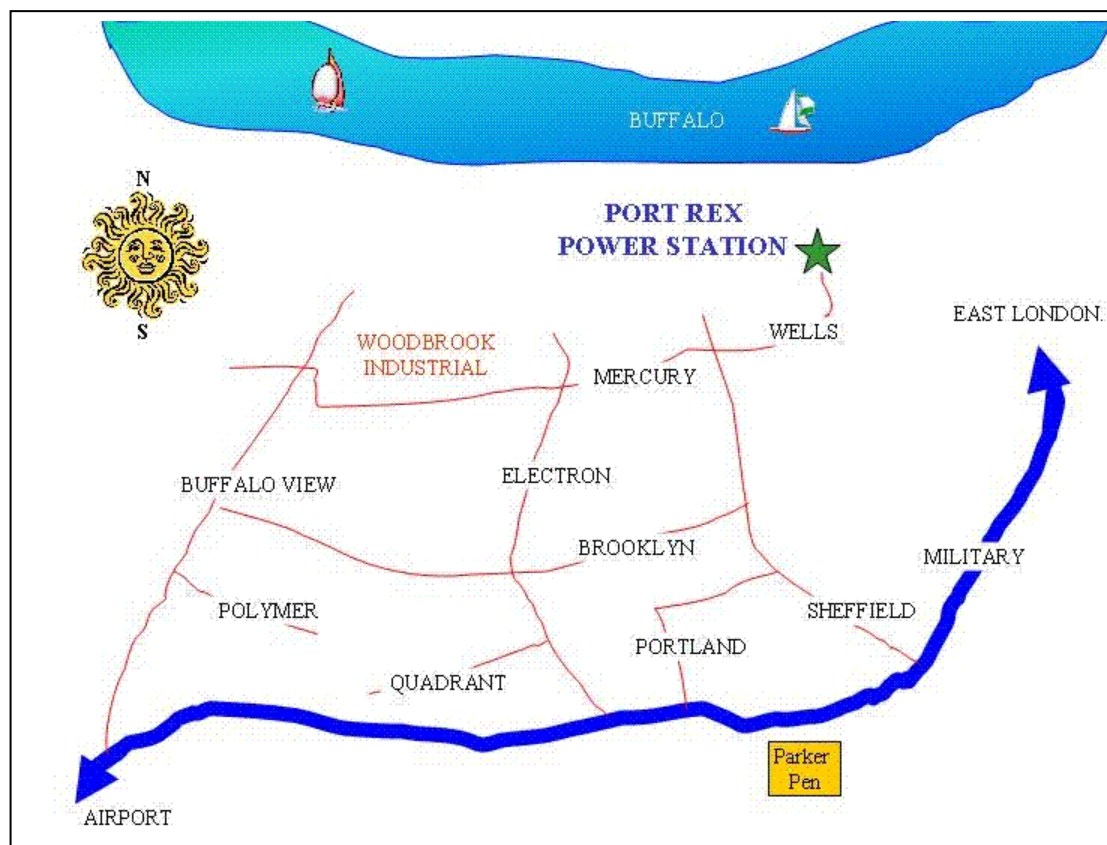 BUFFALO
N
S
PORT REX
POWER STATION
WELLS
EAST LONDON
WOODBROOK
INDUSTRIAL
MERCURY
BUFFALO VIEW
ELECTRON
BROOKLYN
MILITARY
POLYMER
SHEFFIELD
PORTLAND
QUADRANT
Parker
Pen
AIRPORT